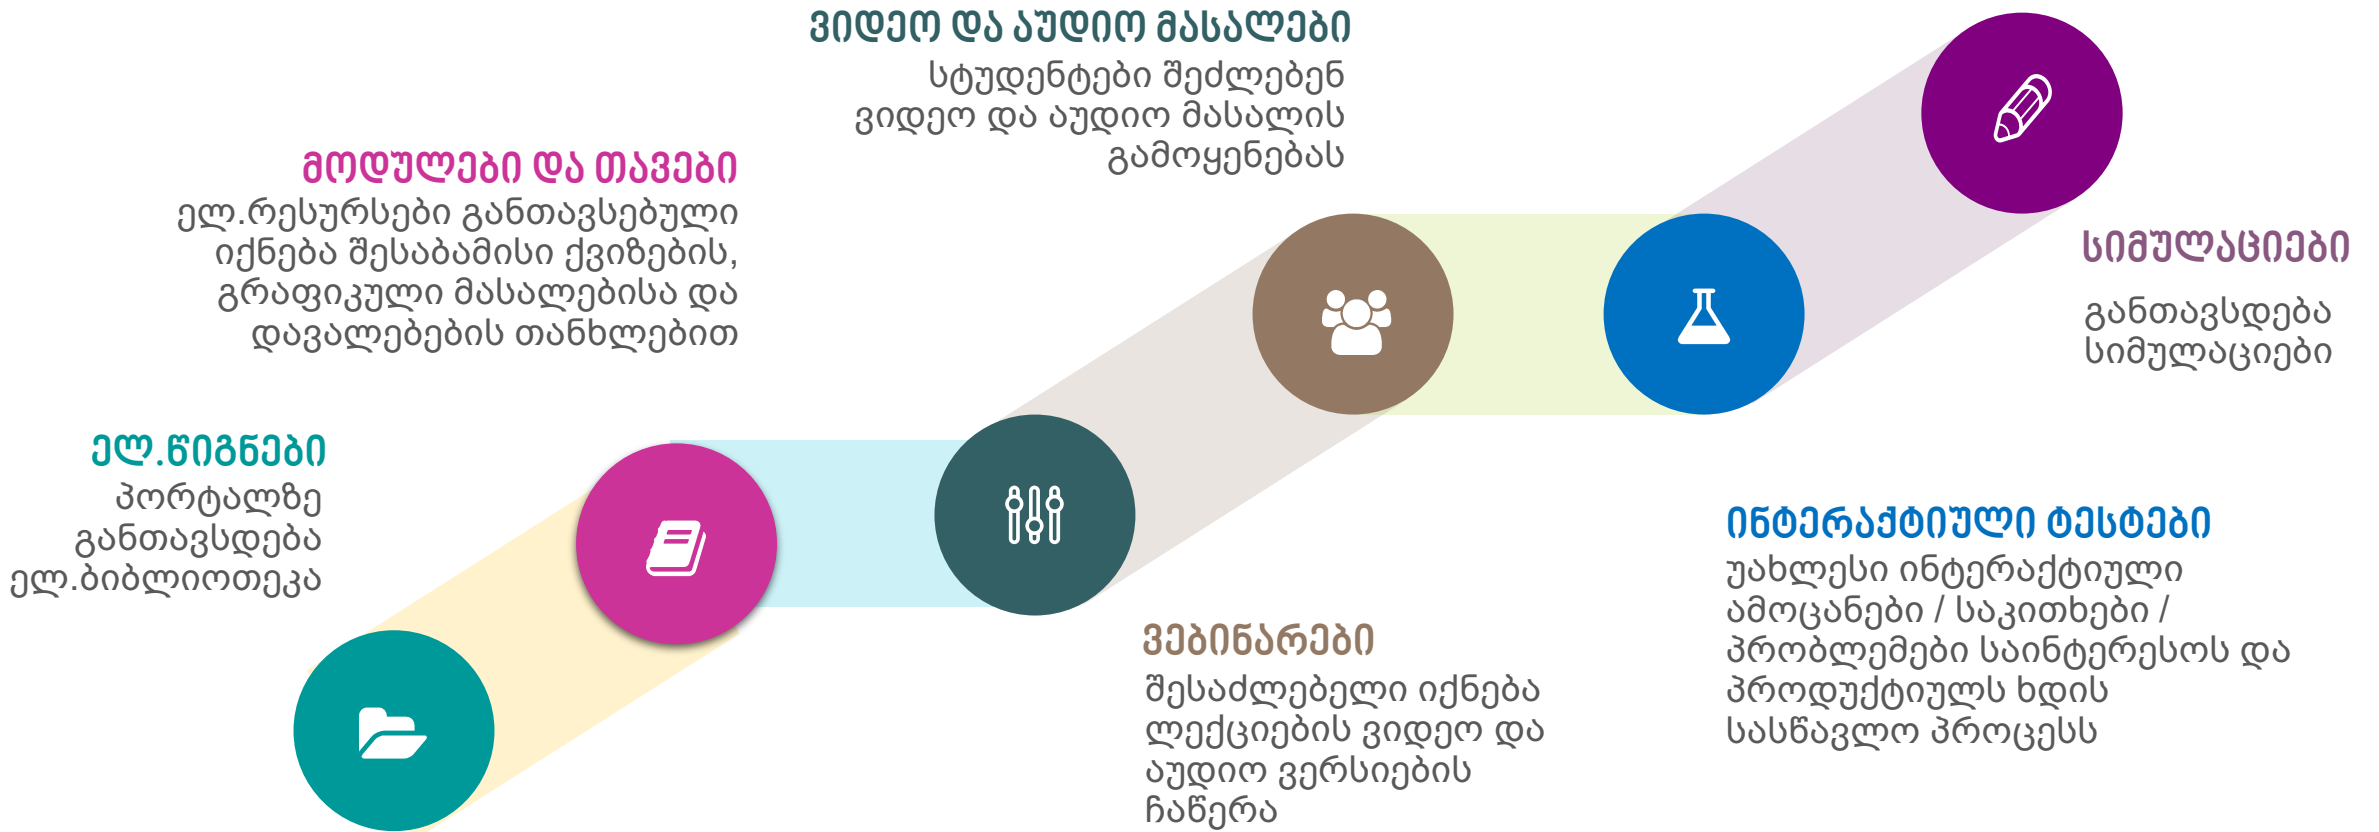 ვიდეო და აუდიო მასალები
სტუდენტები შეძლებენ
ვიდეო და აუდიო მასალის
გამოყენებას
მოდულები და თავები
ელ.რესურსები განთავსებული
იქნება შესაბამისი ქვიზების,
გრაფიკული მასალებისა და
დავალებების თანხლებით
სიმულაციები
განთავსდება
სიმულაციები
ელ.წიგნები
პორტალზე
განთავსდება
ელ.ბიბლიოთეკა
ვებინარები
შესაძლებელი იქნება
ლექციების ვიდეო და
აუდიო ვერსიების
ჩაწერა
ინტერაქტიული ტესტები
უახლესი ინტერაქტიული
ამოცანები / საკითხები /
პრობლემები საინტერესოს და
პროდუქტიულს ხდის
სასწავლო პროცესს